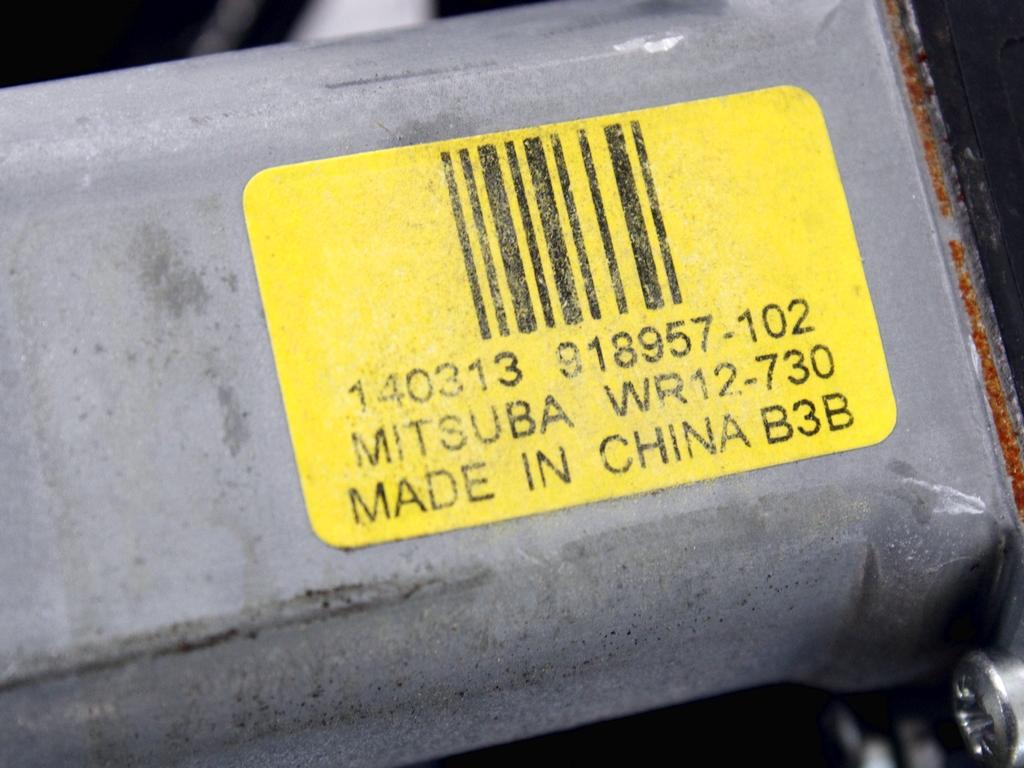 140313 918957-102
MITSUBA WR12-730
MADE IN CHINA B3B